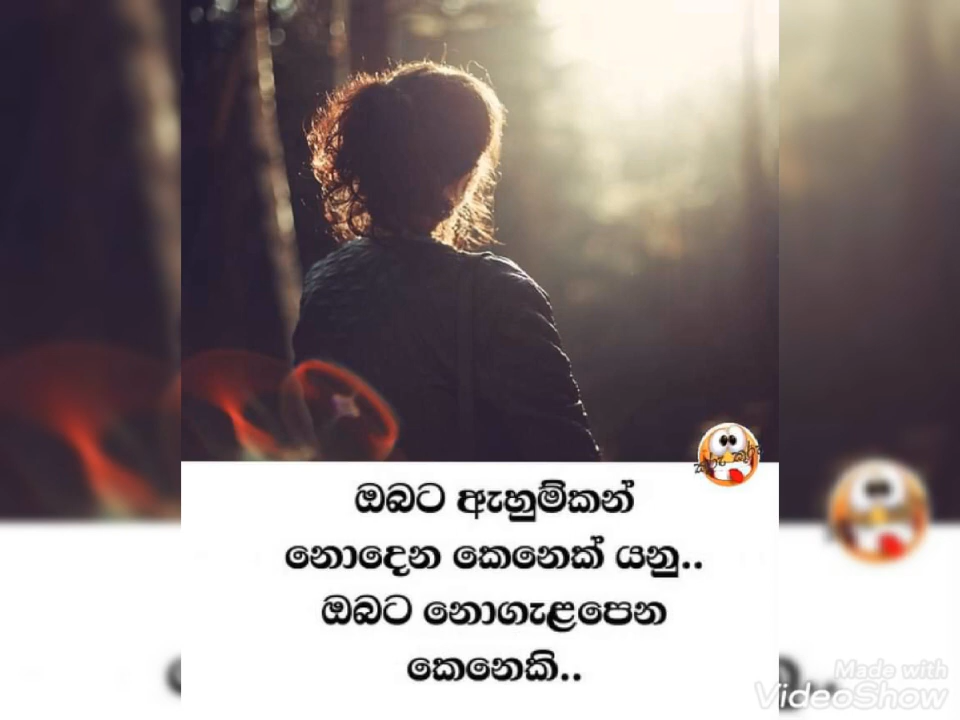 ඔබට ඇහුම්කන්
නොදෙන කෙනෙක් යනු..
ඔබට නොගැළපෙන
කෙනෙකි..
Made with
VideoShow